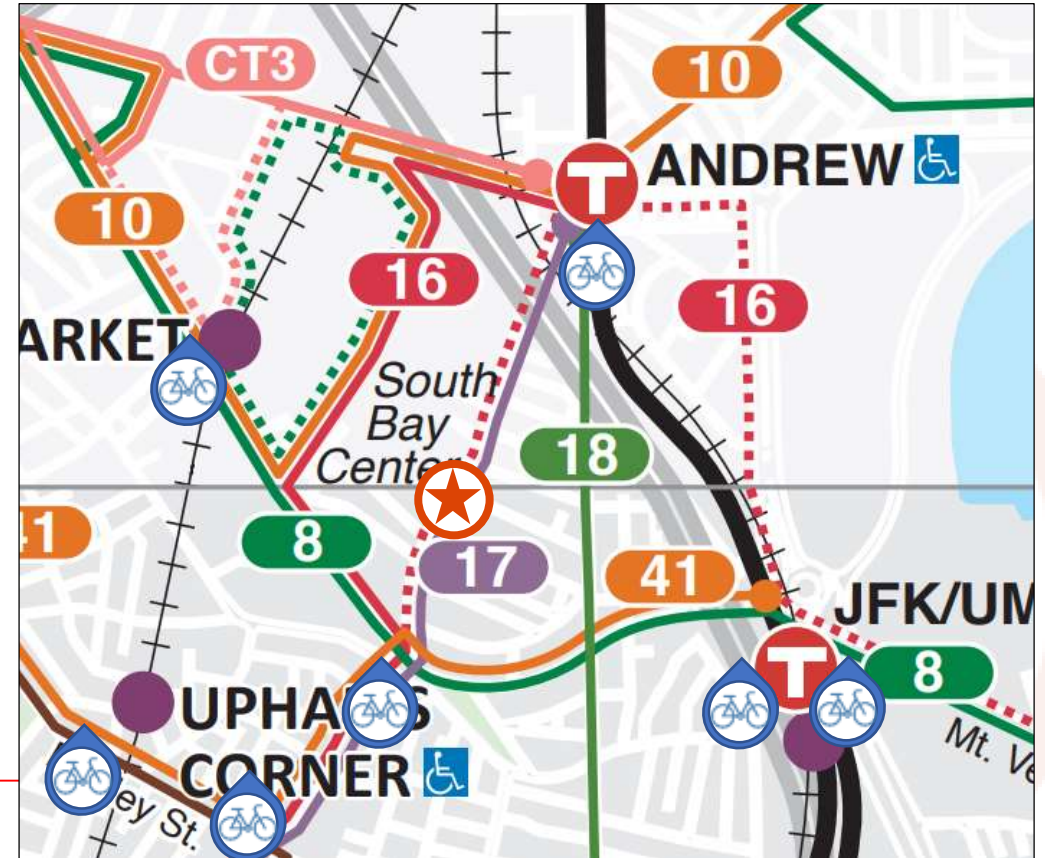 CT3
10
ANDREW
10
16
16
ARKET
South
Bay
Center
18
41
8
17
41
JFK/UM
8
UPHA S
CORNER
Mt. Ve
ey St.